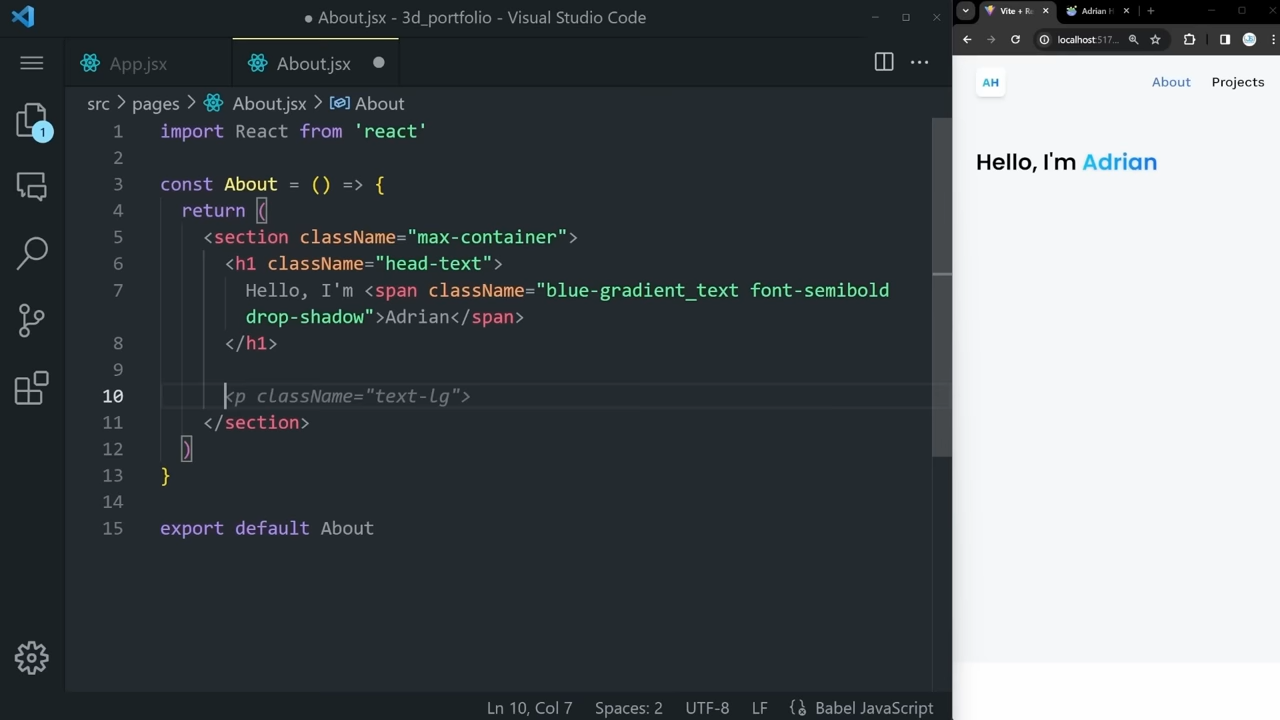 ● About.jsx - 3d_portfolio - Visual Studio Code
App.jsx
About.jsx
src > pages > About.jsx > About
1 import React from 'react'
2
3 const About = () => {
4 return (
5 <section className="max-container">
6 <h1 className="head-text">
7 Hello, I'm <span className="blue-gradient_text font-semibold
drop-shadow">Adrian</span>
8 </h1>
9
10 <p className="text-lg">
11 </section>
12 )
13 }
14
15 export default About
1
Ln 10, Col 7 Spaces: 2 UTF-8 LF Babel JavaScript
Vite + Re
Adrian H
localhost:517...
AH
About Projects
Hello, I'm Adrian